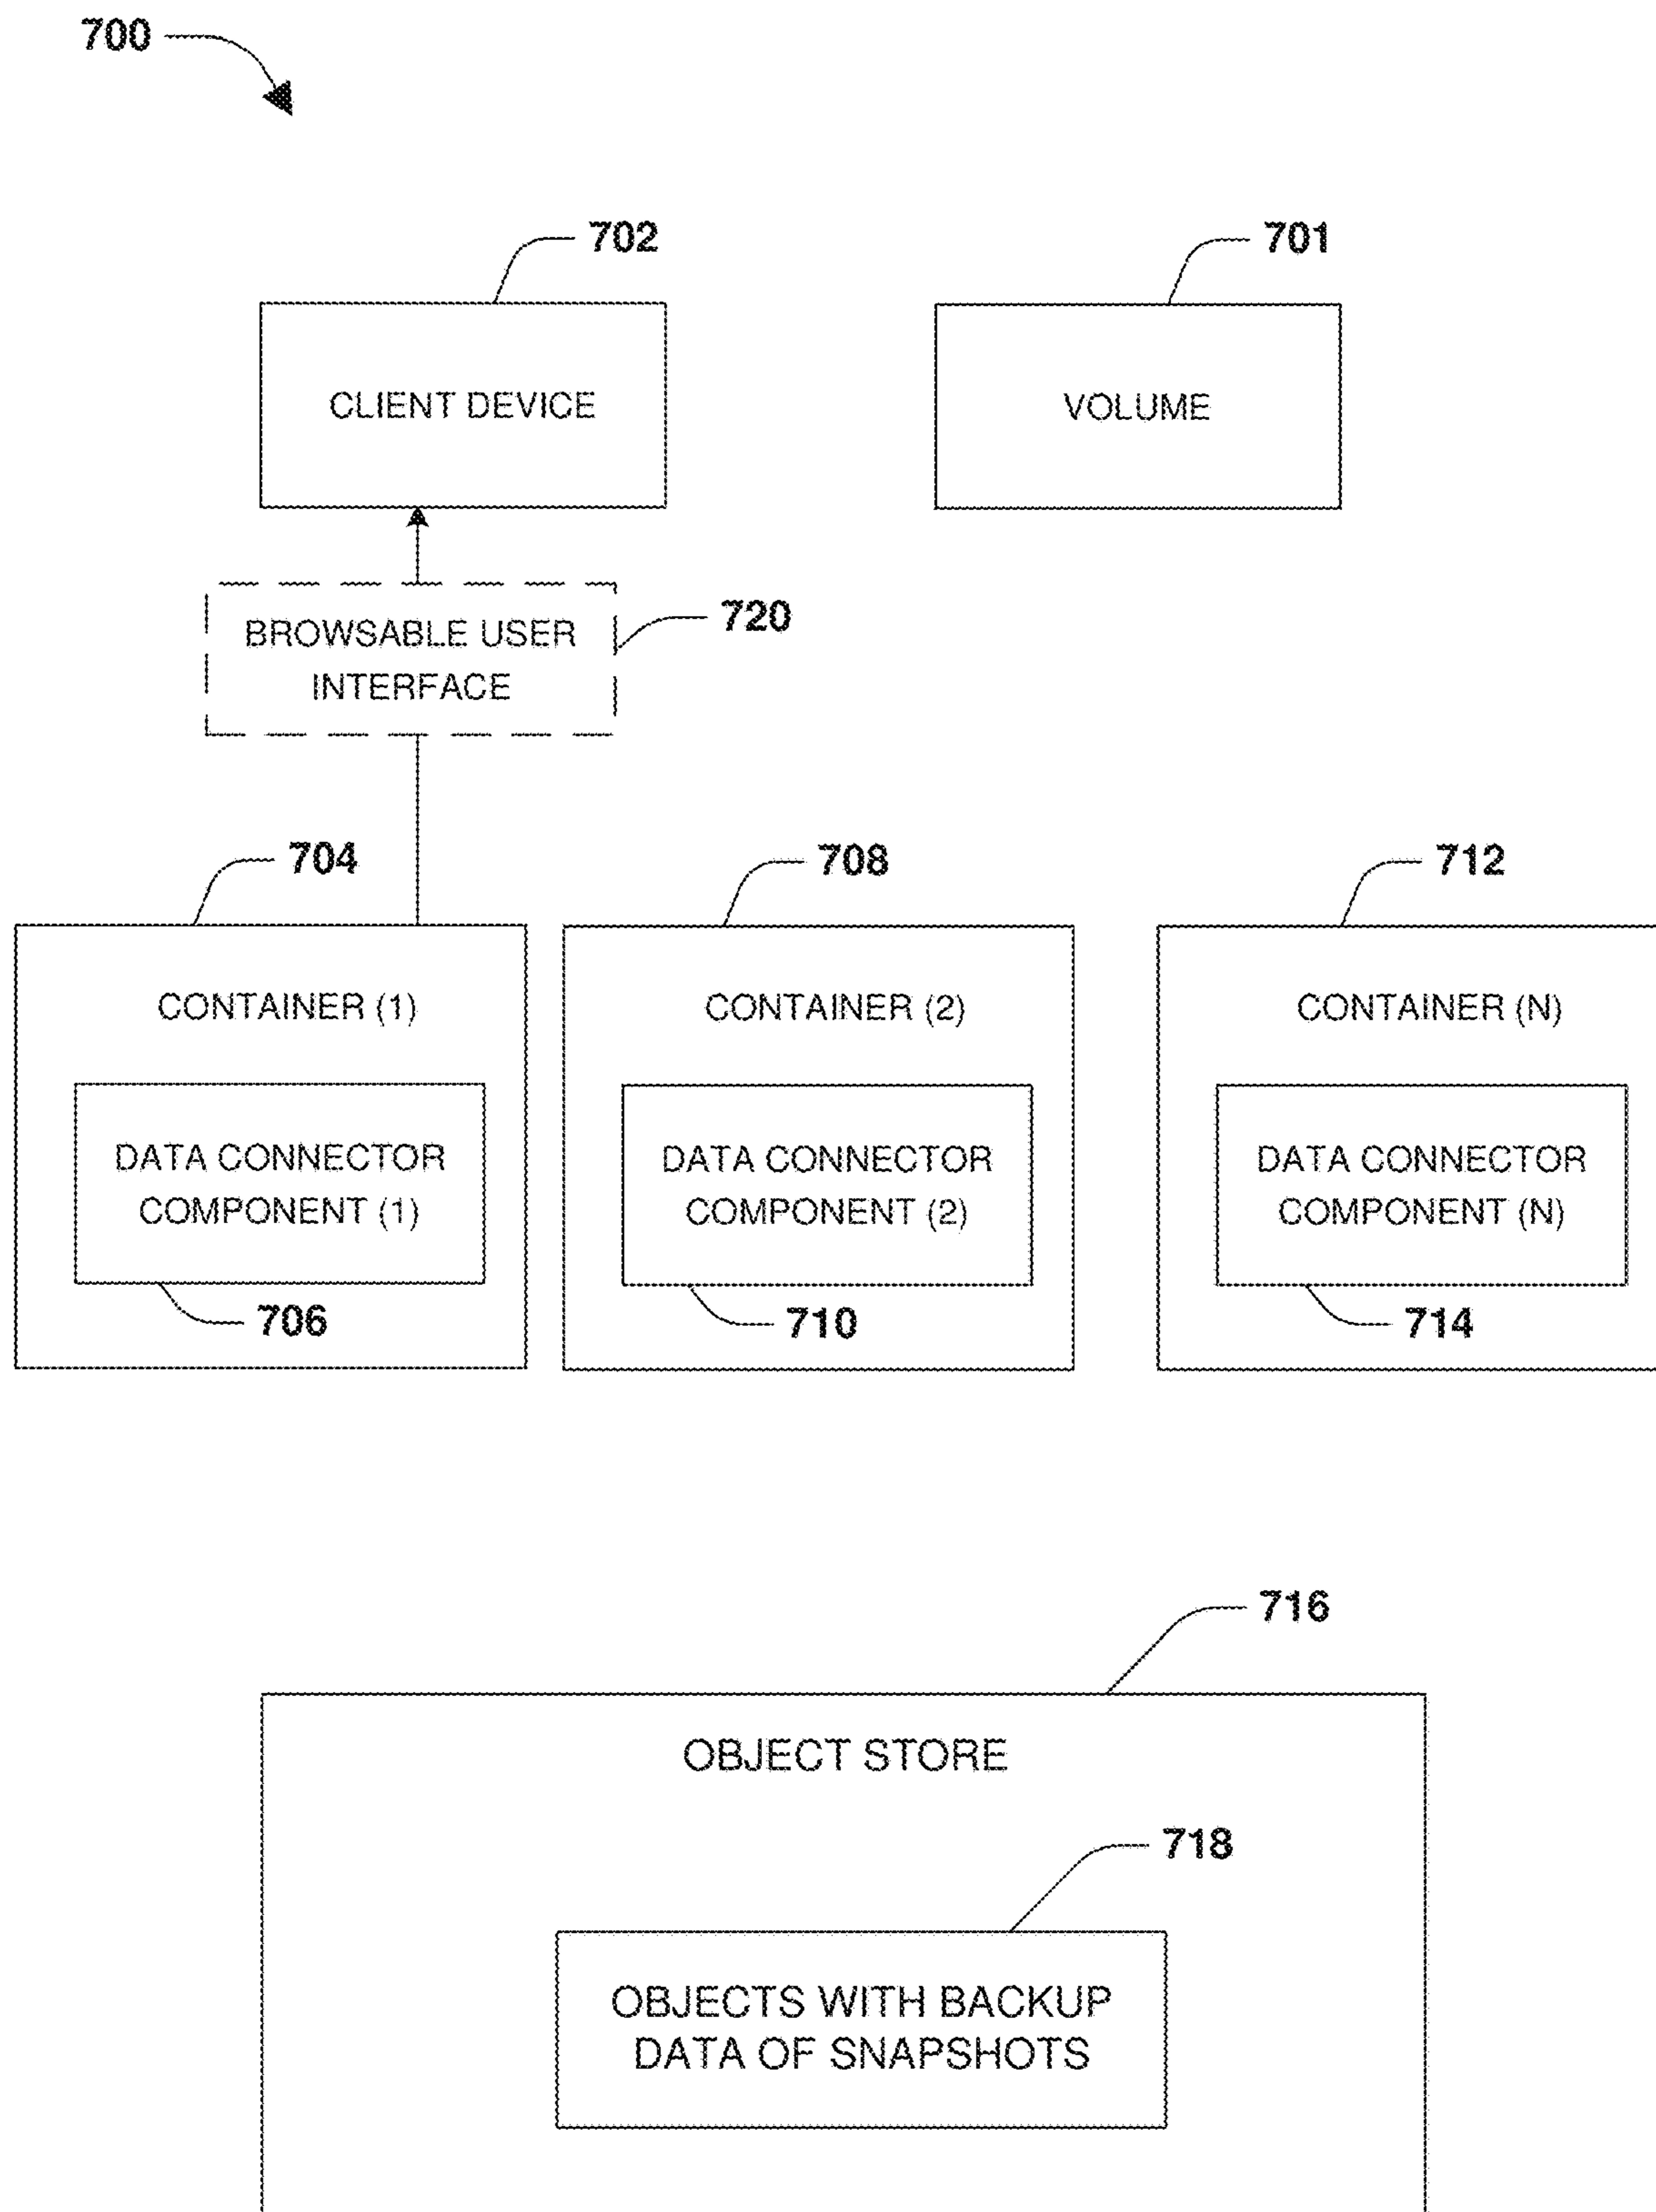 700
702
701
CLIENT DEVICE
VOLUME
BROWSABLE USER
INTERFACE
720
704
708
712
CONTAINER (1)
CONTAINER (2)
CONTAINER (N)
DATA CONNECTOR
COMPONENT (1)
DATA CONNECTOR
COMPONENT (2)
DATA CONNECTOR
COMPONENT (N)
706
710
714
716
OBJECT STORE
718
OBJECTS WITH BACKUP
DATA OF SNAPSHOTS